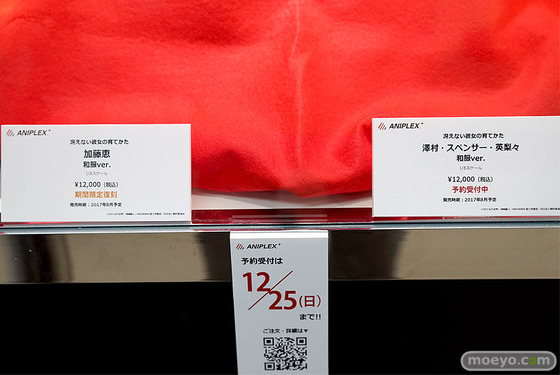 ANIPLEX+
冴えない彼女の育てかた
加藤恵
和服ver.
1/8スケール
¥12,000（税込）
期間限定復刻
発売時期：2017年8月予定
ANIPLEX+
冴えない彼女の育てかた
澤村・スペンサー・英梨々
和服ver.
1/8スケール
¥12,000（税込）
予約受付中
発売時期：2017年8月予定
ANIPLEX+
予約受付は
12/25(日)
まで!!
ご注文・詳細は▼
moeyo.com